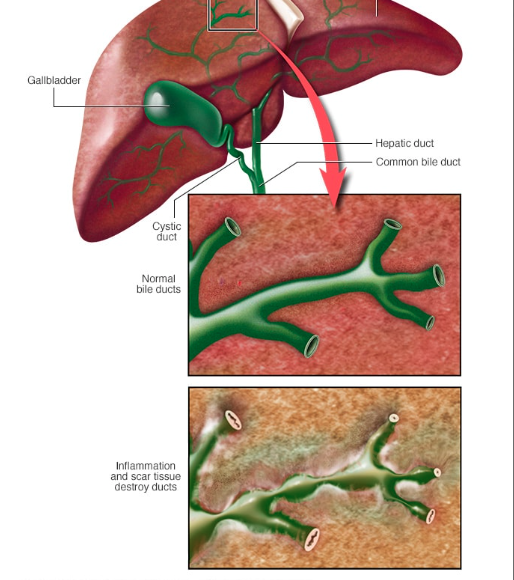 Gallbladder
Hepatic duct
Common bile duct
Cystic
duct
Normal
bile ducts
Inflammation
and scar tissue
destroy ducts